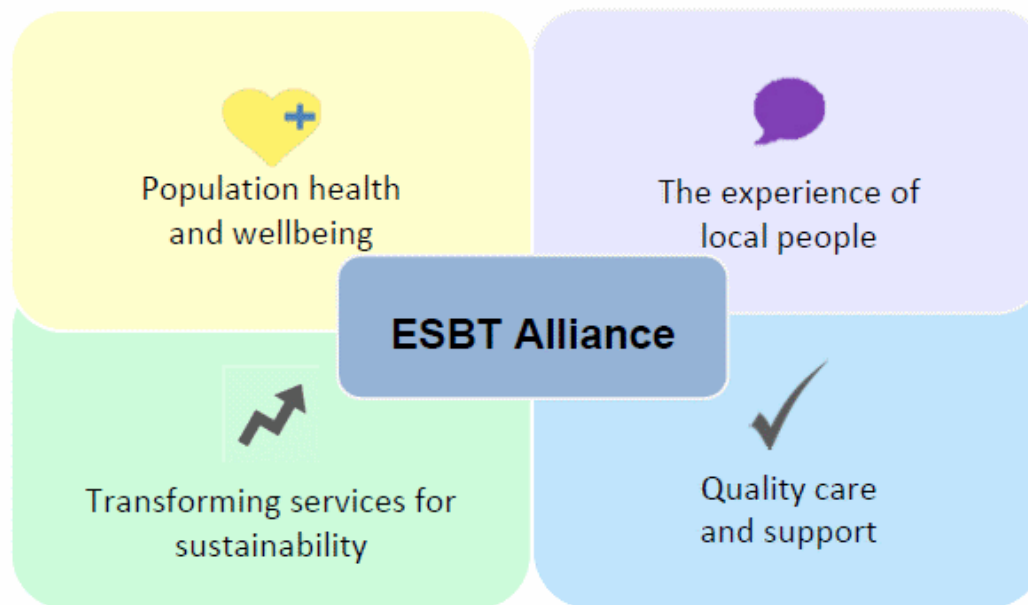 Population health
and wellbeing
The experience of
local people
ESBT Alliance
Transforming services for
sustainability
Quality care
and support